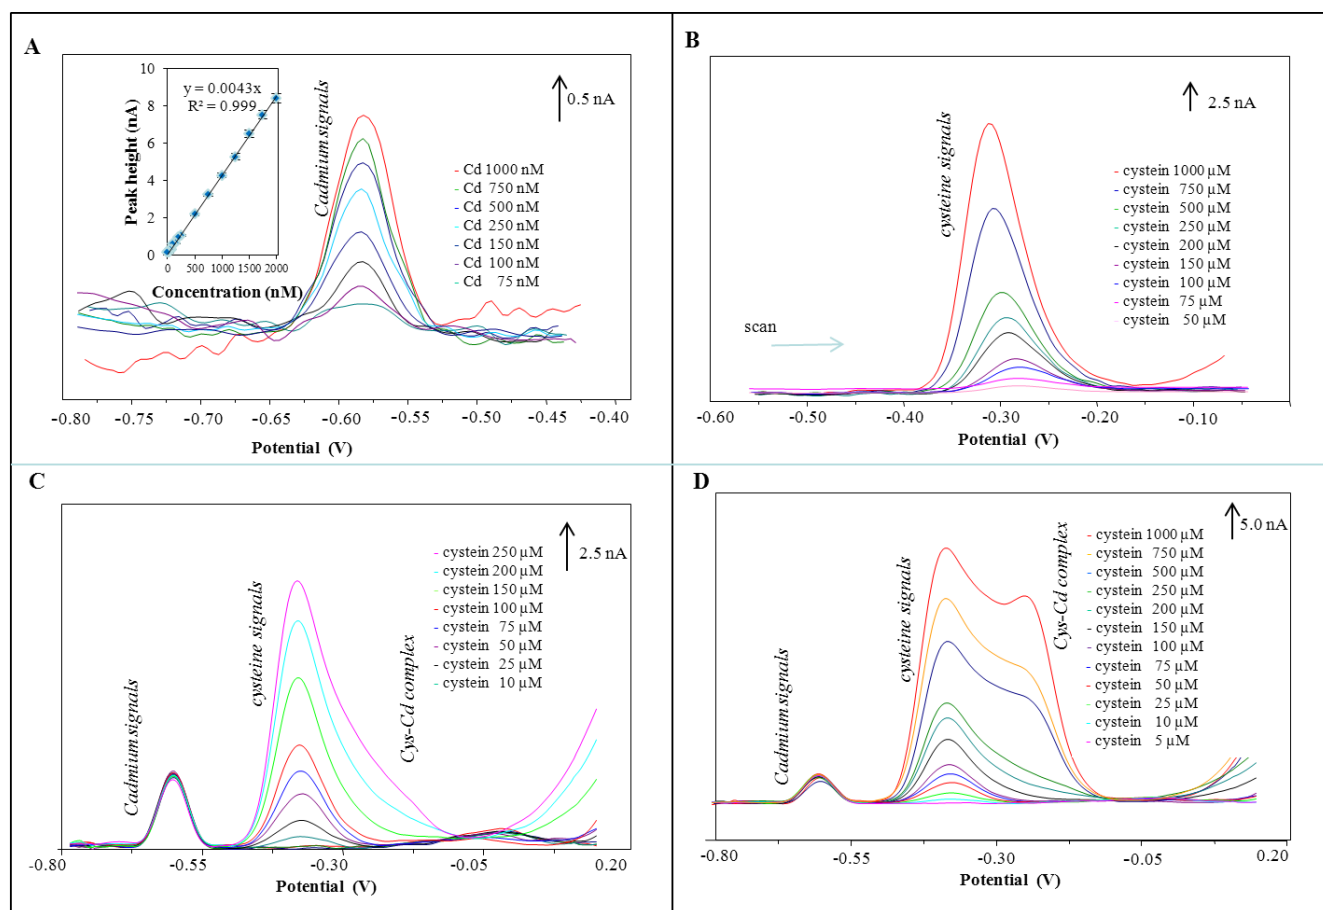 A
10
8
6
4
2
0
Peak height (nA)
y = 0.0043x
R² = 0.999
0 500 1000 1500 2000
Concentration (nM)
Cadmium signals
0.5 nA
Cd 1000 nM
Cd 750 nM
Cd 500 nM
Cd 250 nM
Cd 150 nM
Cd 100 nM
Cd 75 nM
-0.80 -0.75 -0.70 -0.65 -0.60 -0.55 -0.50 -0.45 -0.40
Potential (V)
B
cysteine signals
2.5 nA
cystein 1000 µM
cystein 750 µM
cystein 500 µM
cystein 250 µM
cystein 200 µM
cystein 150 µM
cystein 100 µM
cystein 75 µM
cystein 50 µM
scan
-0.60 -0.50 -0.40 -0.30 -0.20 -0.10
Potential (V)
C
Cadmium signals
cysteine signals
Cys-Cd complex
2.5 nA
cystein 250 µM
cystein 200 µM
cystein 150 µM
cystein 100 µM
cystein 75 µM
cystein 50 µM
cystein 25 µM
cystein 10 µM
-0.80 -0.55 -0.30 -0.05 0.20
Potential (V)
D
Cadmium signals
cysteine signals
Cys-Cd complex
5.0 nA
cystein 1000 µM
cystein 750 µM
cystein 500 µM
cystein 250 µM
cystein 200 µM
cystein 150 µM
cystein 100 µM
cystein 75 µM
cystein 50 µM
cystein 25 µM
cystein 10 µM
cystein 5 µM
-0.80 -0.55 -0.30 -0.05 0.20
Potential (V)